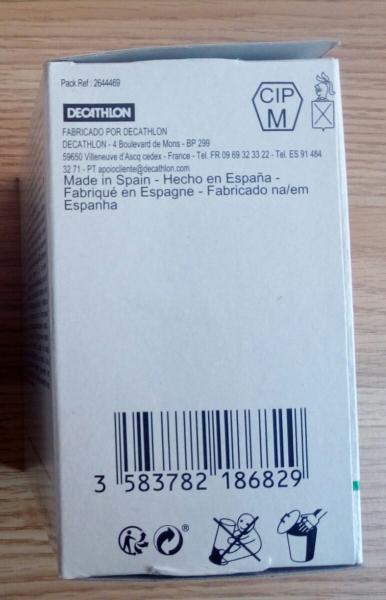 Pack Ref : 2644469
CIP
M
DECATHLON
FABRICADO POR DECATHLON
DECATHLON - 4 Boulevard de Mons - BP 299
59650 Villeneuve d'Ascq cedex - France - Tel. FR 09 69 32 33 22 - Tel. ES 91 484
32 71 - PT apoiocliente@decathlon.com
Made in Spain - Hecho en España -
Fabriqué en Espagne - Fabricado na/em
Espanha
3 583782 186829
®